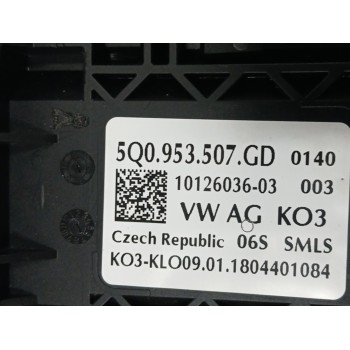 5Q0.953.507.GD 0140
10126036-03 003
VW AG KO3
Czech Republic 06S SMLS
KO3-KLO09.01.1804401084